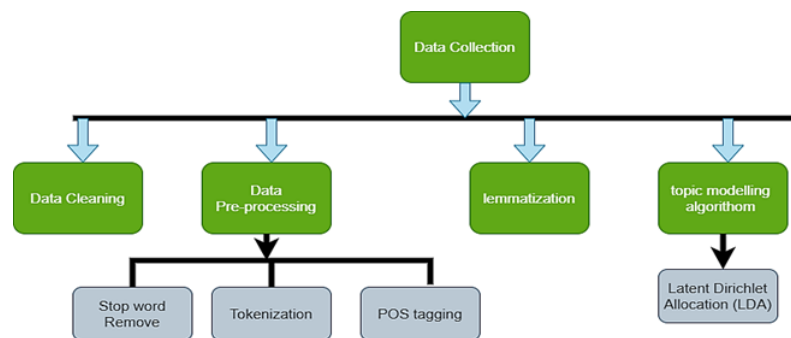 Data Collection
Data Cleaning
Data
Pre-processing
lemmatization
topic modelling
algorithom
Stop word
Remove
Tokenization
POS tagging
Latent Dirichlet
Allocation (LDA)